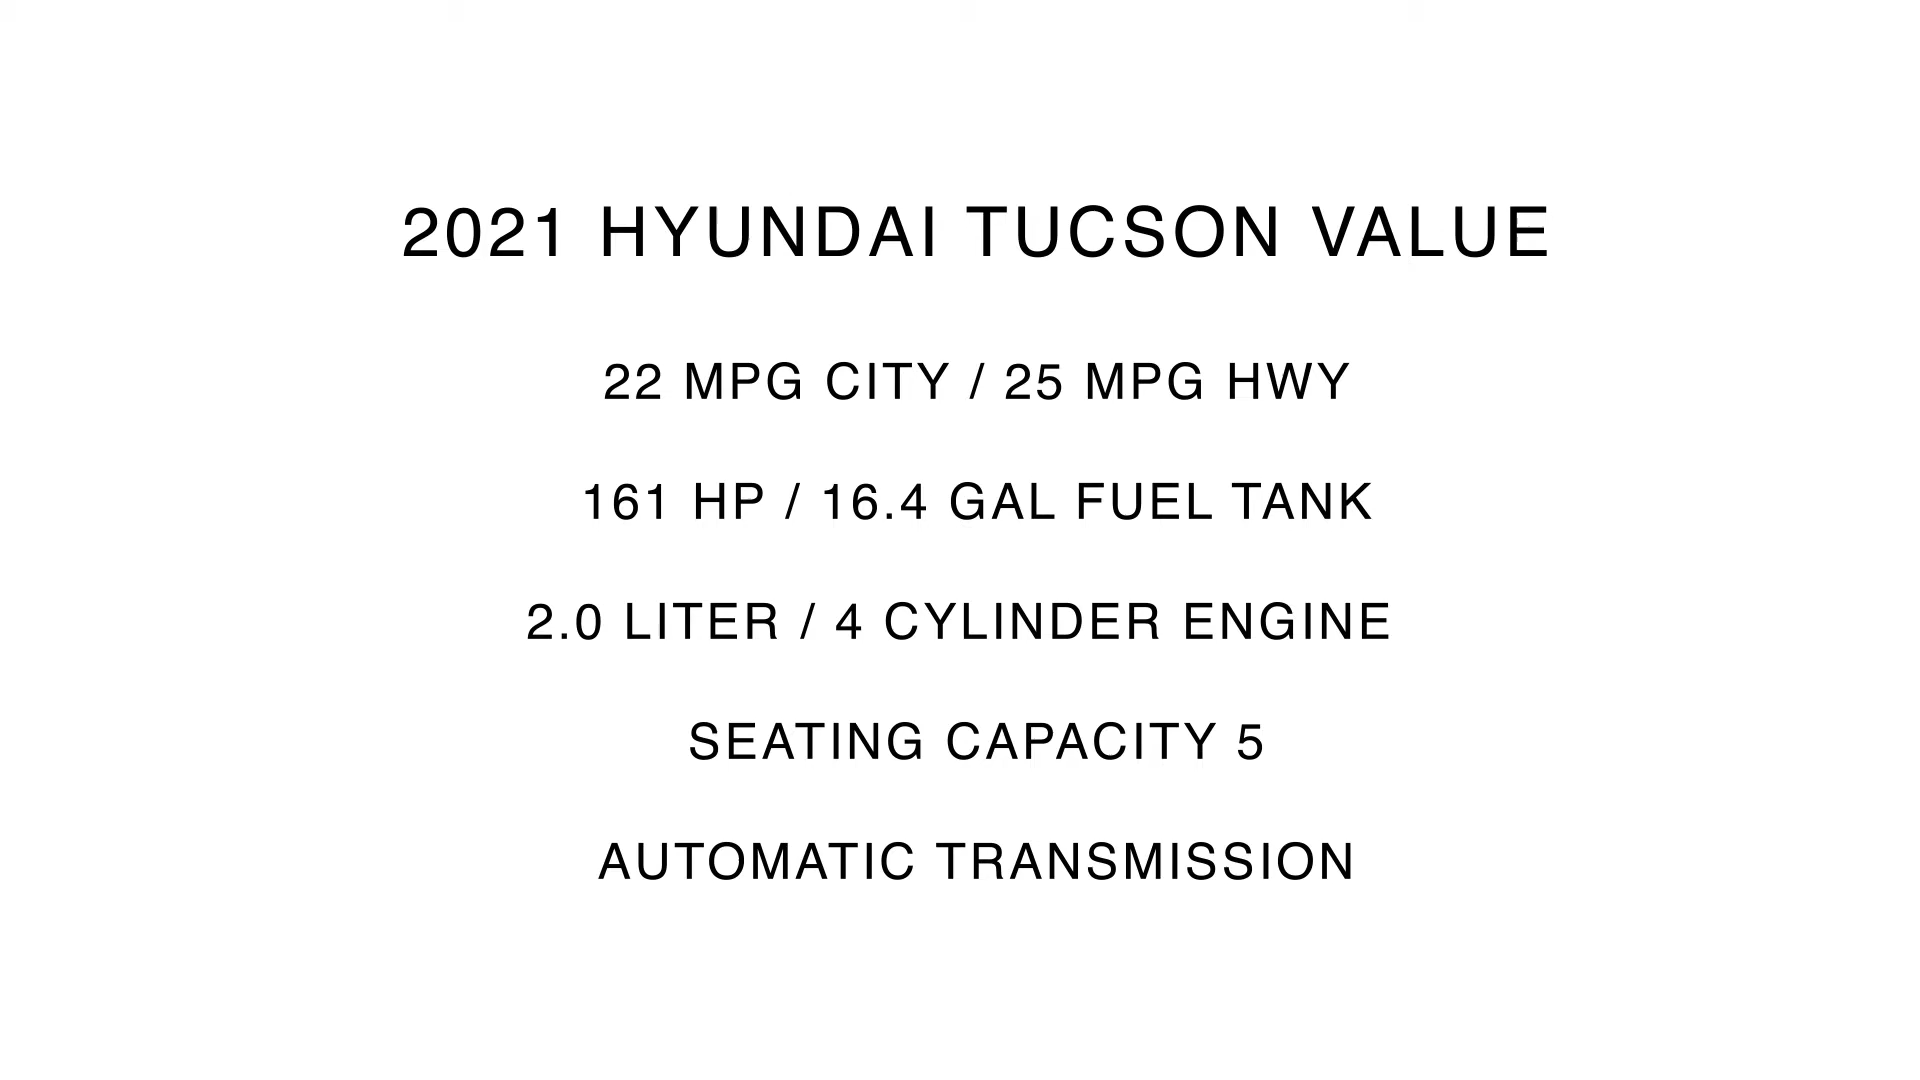 2021 HYUNDAI TUCSON VALUE
22 MPG CITY / 25 MPG HWY
161 HP / 16.4 GAL FUEL TANK
2.0 LITER / 4 CYLINDER ENGINE
SEATING CAPACITY 5
AUTOMATIC TRANSMISSION